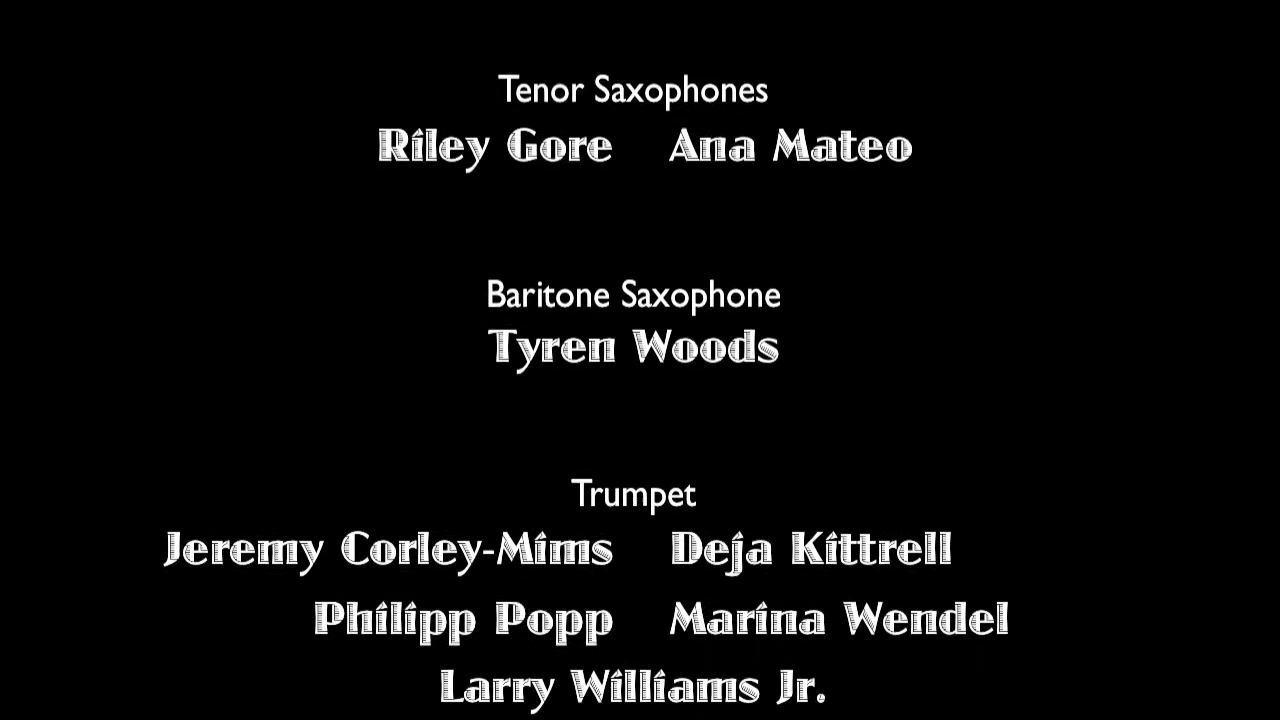 Tenor Saxophones
Riley Gore Ana Mateo
Baritone Saxophone
Tyren Woods
Trumpet
Jeremy Corley-Mims Deja Kittrell
Philipp Popp Marina Wendel
Larry Williams Jr.